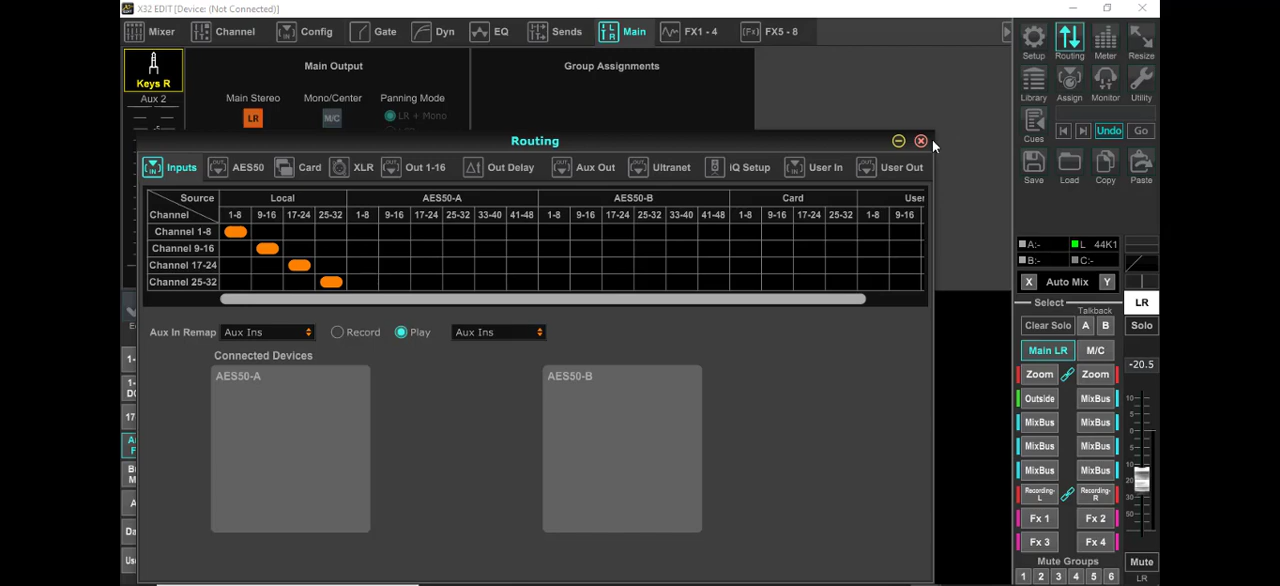 X32 EDIT [Device: (Not Connected)]
Mixer Channel Config Gate Dyn EQ Sends Main FX1 - 4 FX5 - 8
Setup Routing Meter Resize
Keys R
Aux 2
Main Output
Group Assignments
Main Stereo Mono/Center Panning Mode
LR M/C LR + Mono
Library Assign Monitor Utility
Cues Undo Go
Save Load Copy Paste
Routing
Inputs AES50 Card XLR Out 1-16 Out Delay Aux Out Ultranet iQ Setup User In User Out
Source Local AES50-A AES50-B Card User
Channel 1-8 9-16 17-24 25-32 1-8 9-16 17-24 25-32 33-40 41-48 1-8 9-16 17-24 25-32 33-40 41-48 1-8 9-16 17-24 25-32 1-8 9-16
Channel 1-8
Channel 9-16
Channel 17-24
Channel 25-32
Aux In Remap Aux Ins Record Play Aux Ins
Connected Devices
AES50-A AES50-B
A:- L 44K1
B:- C:-
X Auto Mix Y
Select
Talkback
Clear Solo A B
Main LR M/C
Zoom Zoom
Outside MixBus
MixBus MixBus
MixBus MixBus
MixBus MixBus
Recording-L Recording-R
Fx 1 Fx 2
Fx 3 Fx 4
Mute Groups
1 2 3 4 5 6
LR
Solo
-20.5
10
5
0
5
10
20
30
50
Mute
LR